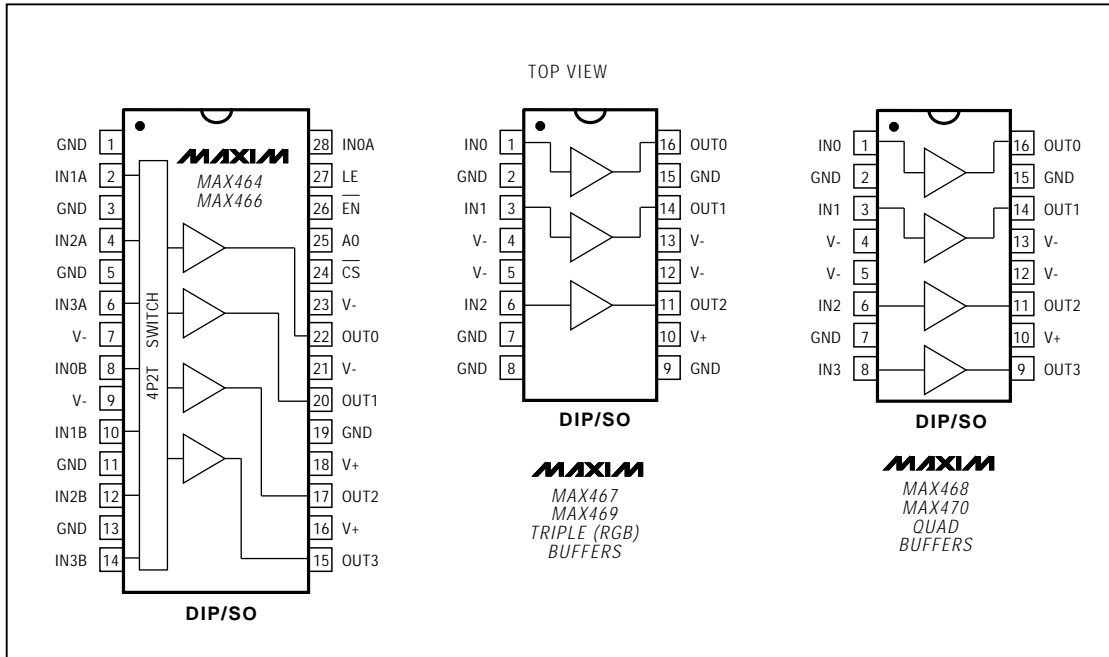 TOP VIEW
GND 1
IN1A 2
GND 3
IN2A 4
GND 5
IN3A 6
V- 7
IN0B 8
V- 9
IN1B 10
GND 11
IN2B 12
GND 13
IN3B 14
4P2T SWITCH
MAXIM
MAX464
MAX466
28 IN0A
27 LE
26 E̅N̅
25 A0
24 C̅S̅
23 V-
22 OUT0
21 V-
20 OUT1
19 GND
18 V+
17 OUT2
16 V+
15 OUT3
DIP/SO
IN0 1
GND 2
IN1 3
V- 4
V- 5
IN2 6
GND 7
GND 8
16 OUT0
15 GND
14 OUT1
13 V-
12 V-
11 OUT2
10 V+
9 GND
DIP/SO
MAXIM
MAX467
MAX469
TRIPLE (RGB)
BUFFERS
IN0 1
GND 2
IN1 3
V- 4
V- 5
IN2 6
GND 7
IN3 8
16 OUT0
15 GND
14 OUT1
13 V-
12 V-
11 OUT2
10 V+
9 OUT3
DIP/SO
MAXIM
MAX468
MAX470
QUAD
BUFFERS